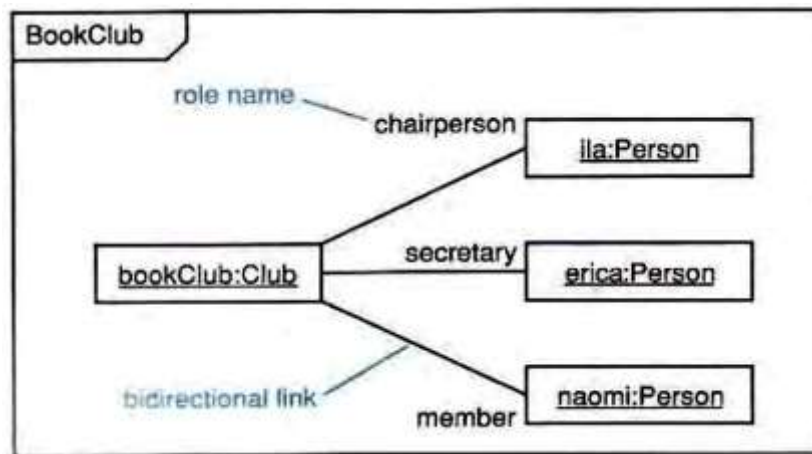 BookClub
role name
chairperson
ila:Person
secretary
bookClub:Club
erica:Person
bidirectional link
member
naomi:Person